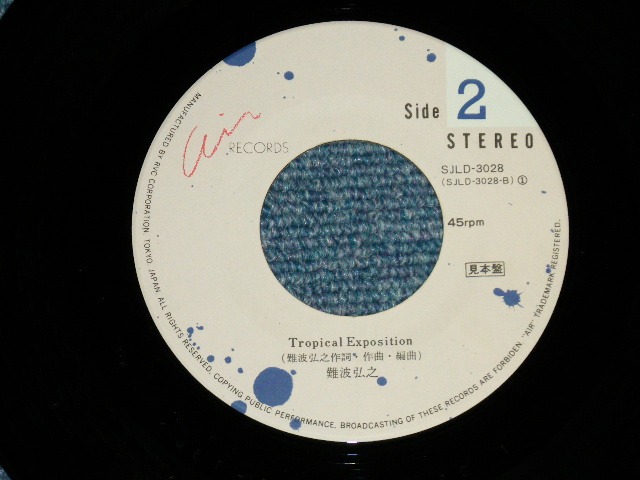 Air RECORDS
Side 2
STEREO
SJLD-3028
(SJLD-3028-B) ①
45rpm
見本盤
Tropical Exposition
(難波弘之作詞・作曲・編曲)
難波弘之
MANUFACTURED BY RVC CORPORATION, TOKYO, JAPAN ALL RIGHTS RESERVED, COPYING PUBLIC PERFORMANCE, BROADCASTING OF THESE RECORDS ARE FORBIDEN "AIR" TRADEMARK REGISTERED.